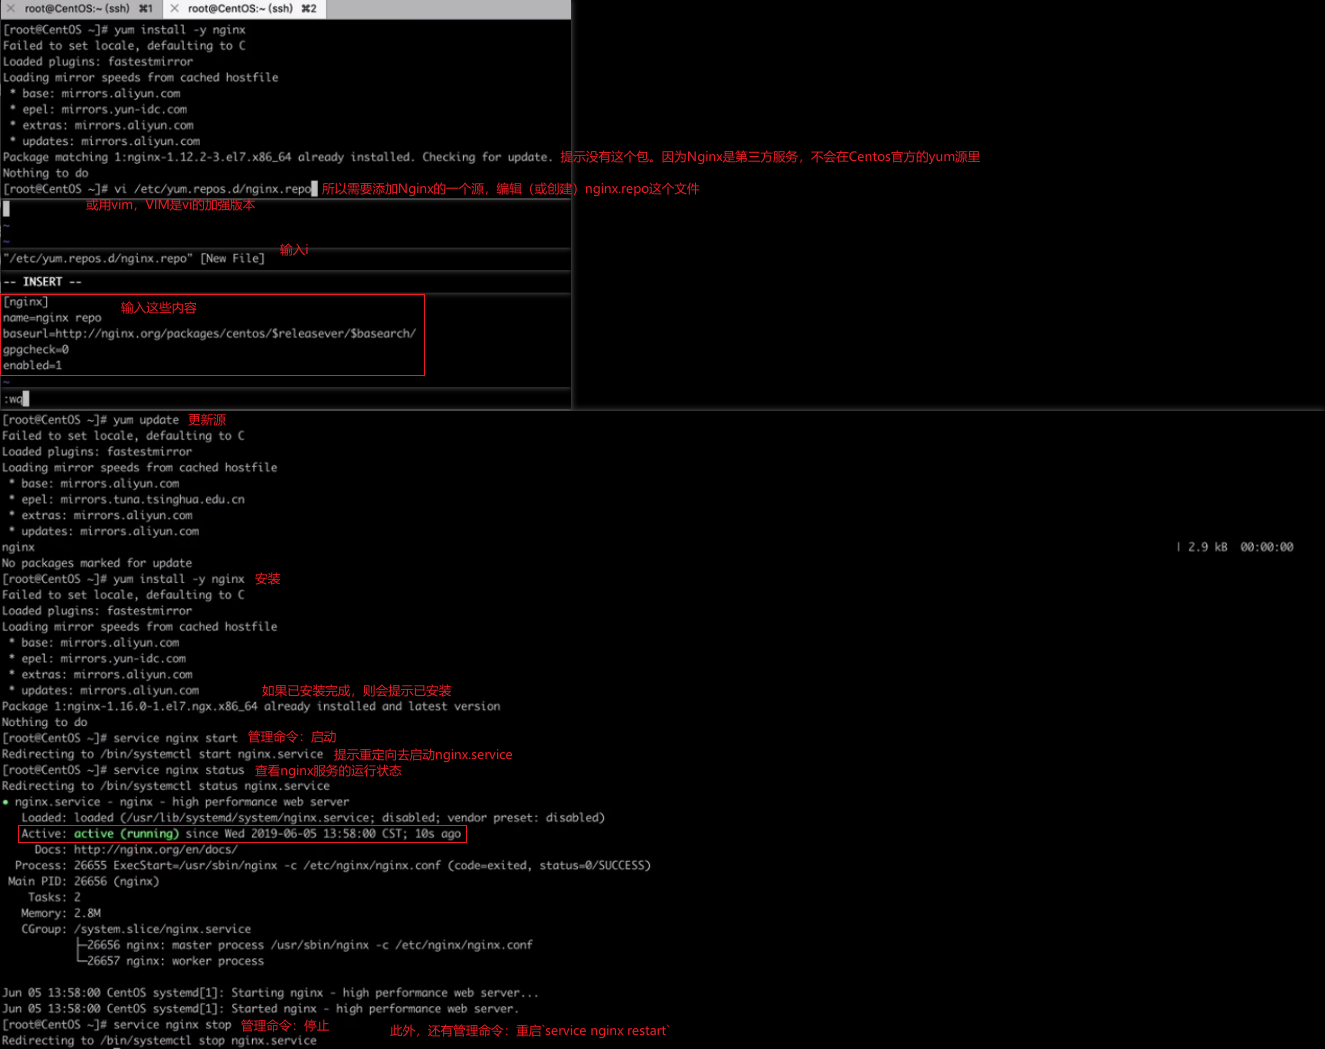 root@CentOS:~ (ssh) ⌘1 root@CentOS:~ (ssh) ⌘2
[root@CentOS ~]# yum install -y nginx
Failed to set locale, defaulting to C
Loaded plugins: fastestmirror
Loading mirror speeds from cached hostfile
* base: mirrors.aliyun.com
* epel: mirrors.yun-idc.com
* extras: mirrors.aliyun.com
* updates: mirrors.aliyun.com
Package matching 1:nginx-1.12.2-3.el7.x86_64 already installed. Checking for update. 提示没有这个包。因为Nginx是第三方服务，不会在Centos官方的yum源里
Nothing to do
[root@CentOS ~]# vi /etc/yum.repos.d/nginx.repo 所以需要添加Nginx的一个源，编辑（或创建）nginx.repo这个文件
或用vim，VIM是vi的加强版本
~
~
输入i
"/etc/yum.repos.d/nginx.repo" [New File]
-- INSERT --
[nginx] 输入这些内容
name=nginx repo
baseurl=http://nginx.org/packages/centos/$releasever/$basearch/
gpgcheck=0
enabled=1
~
:wq
[root@CentOS ~]# yum update 更新源
Failed to set locale, defaulting to C
Loaded plugins: fastestmirror
Loading mirror speeds from cached hostfile
* base: mirrors.aliyun.com
* epel: mirrors.tuna.tsinghua.edu.cn
* extras: mirrors.aliyun.com
* updates: mirrors.aliyun.com
nginx | 2.9 kB 00:00:00
No packages marked for update
[root@CentOS ~]# yum install -y nginx 安装
Failed to set locale, defaulting to C
Loaded plugins: fastestmirror
Loading mirror speeds from cached hostfile
* base: mirrors.aliyun.com
* epel: mirrors.yun-idc.com
* extras: mirrors.aliyun.com
* updates: mirrors.aliyun.com 如果已安装完成，则会提示已安装
Package 1:nginx-1.16.0-1.el7.ngx.x86_64 already installed and latest version
Nothing to do
[root@CentOS ~]# service nginx start 管理命令：启动
Redirecting to /bin/systemctl start nginx.service 提示重定向去启动nginx.service
[root@CentOS ~]# service nginx status 查看nginx服务的运行状态
Redirecting to /bin/systemctl status nginx.service
● nginx.service - nginx - high performance web server
Loaded: loaded (/usr/lib/systemd/system/nginx.service; disabled; vendor preset: disabled)
Active: active (running) since Wed 2019-06-05 13:58:00 CST; 10s ago
Docs: http://nginx.org/en/docs/
Process: 26655 ExecStart=/usr/sbin/nginx -c /etc/nginx/nginx.conf (code=exited, status=0/SUCCESS)
Main PID: 26656 (nginx)
Tasks: 2
Memory: 2.8M
CGroup: /system.slice/nginx.service
├─26656 nginx: master process /usr/sbin/nginx -c /etc/nginx/nginx.conf
└─26657 nginx: worker process
Jun 05 13:58:00 CentOS systemd[1]: Starting nginx - high performance web server...
Jun 05 13:58:00 CentOS systemd[1]: Started nginx - high performance web server.
[root@CentOS ~]# service nginx stop 管理命令：停止 此外，还有管理命令：重启`service nginx restart`
Redirecting to /bin/systemctl stop nginx.service